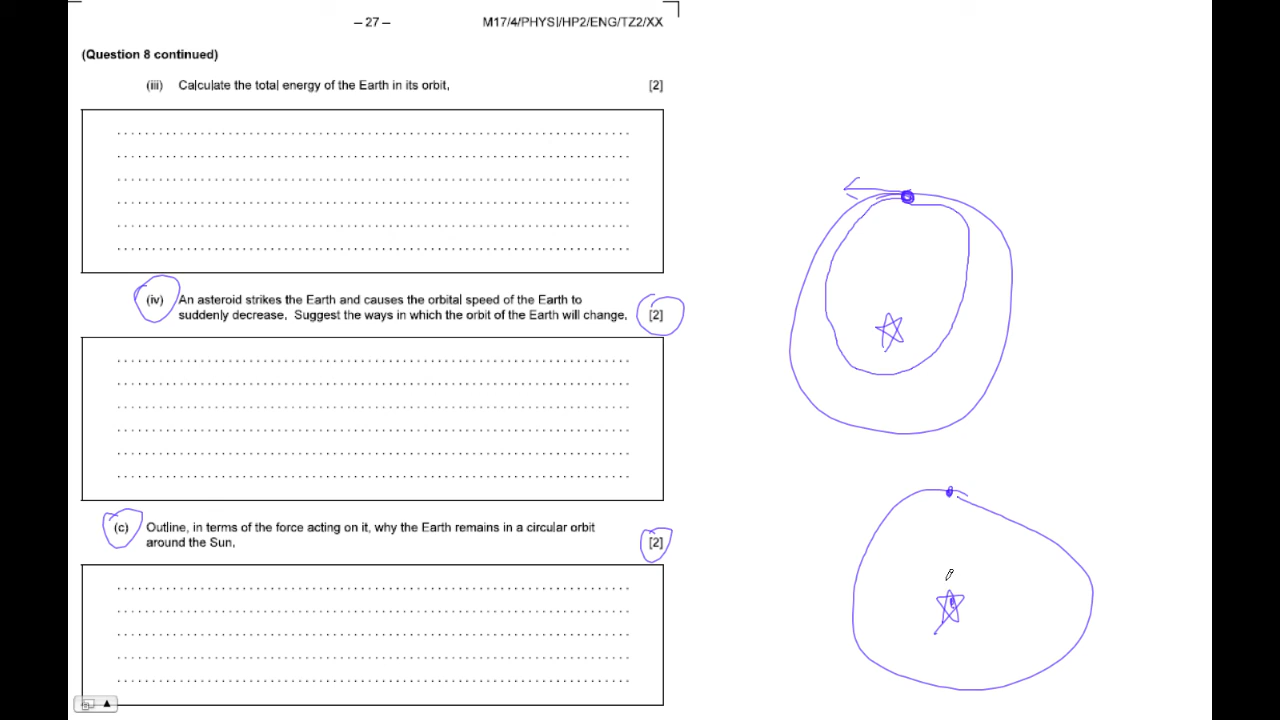 – 27 –
M17/4/PHYSI/HP2/ENG/TZ2/XX
(Question 8 continued)
(iii) Calculate the total energy of the Earth in its orbit. [2]
(iv) An asteroid strikes the Earth and causes the orbital speed of the Earth to
suddenly decrease. Suggest the ways in which the orbit of the Earth will change. [2]
(c) Outline, in terms of the force acting on it, why the Earth remains in a circular orbit
around the Sun. [2]